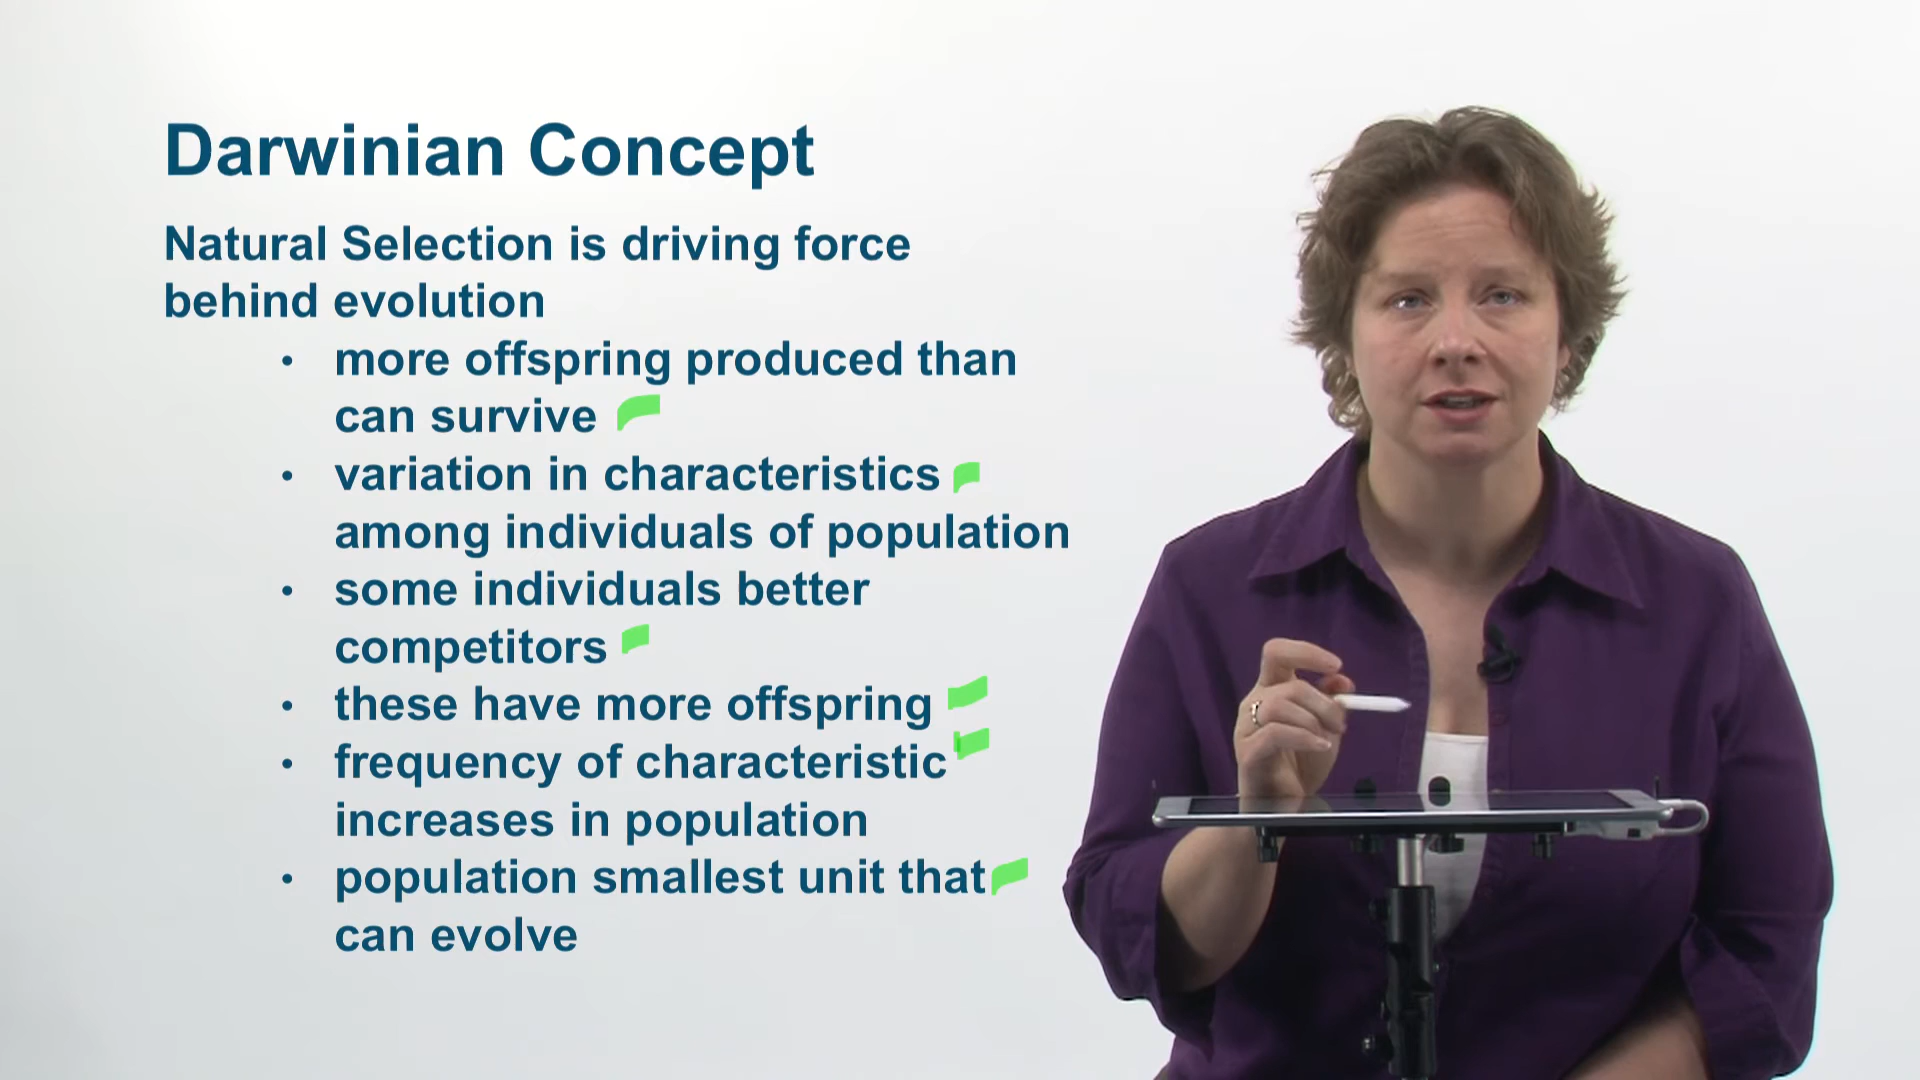 Darwinian Concept
Natural Selection is driving force
behind evolution
• more offspring produced than
can survive
• variation in characteristics
among individuals of population
• some individuals better
competitors
• these have more offspring
• frequency of characteristic
increases in population
• population smallest unit that
can evolve